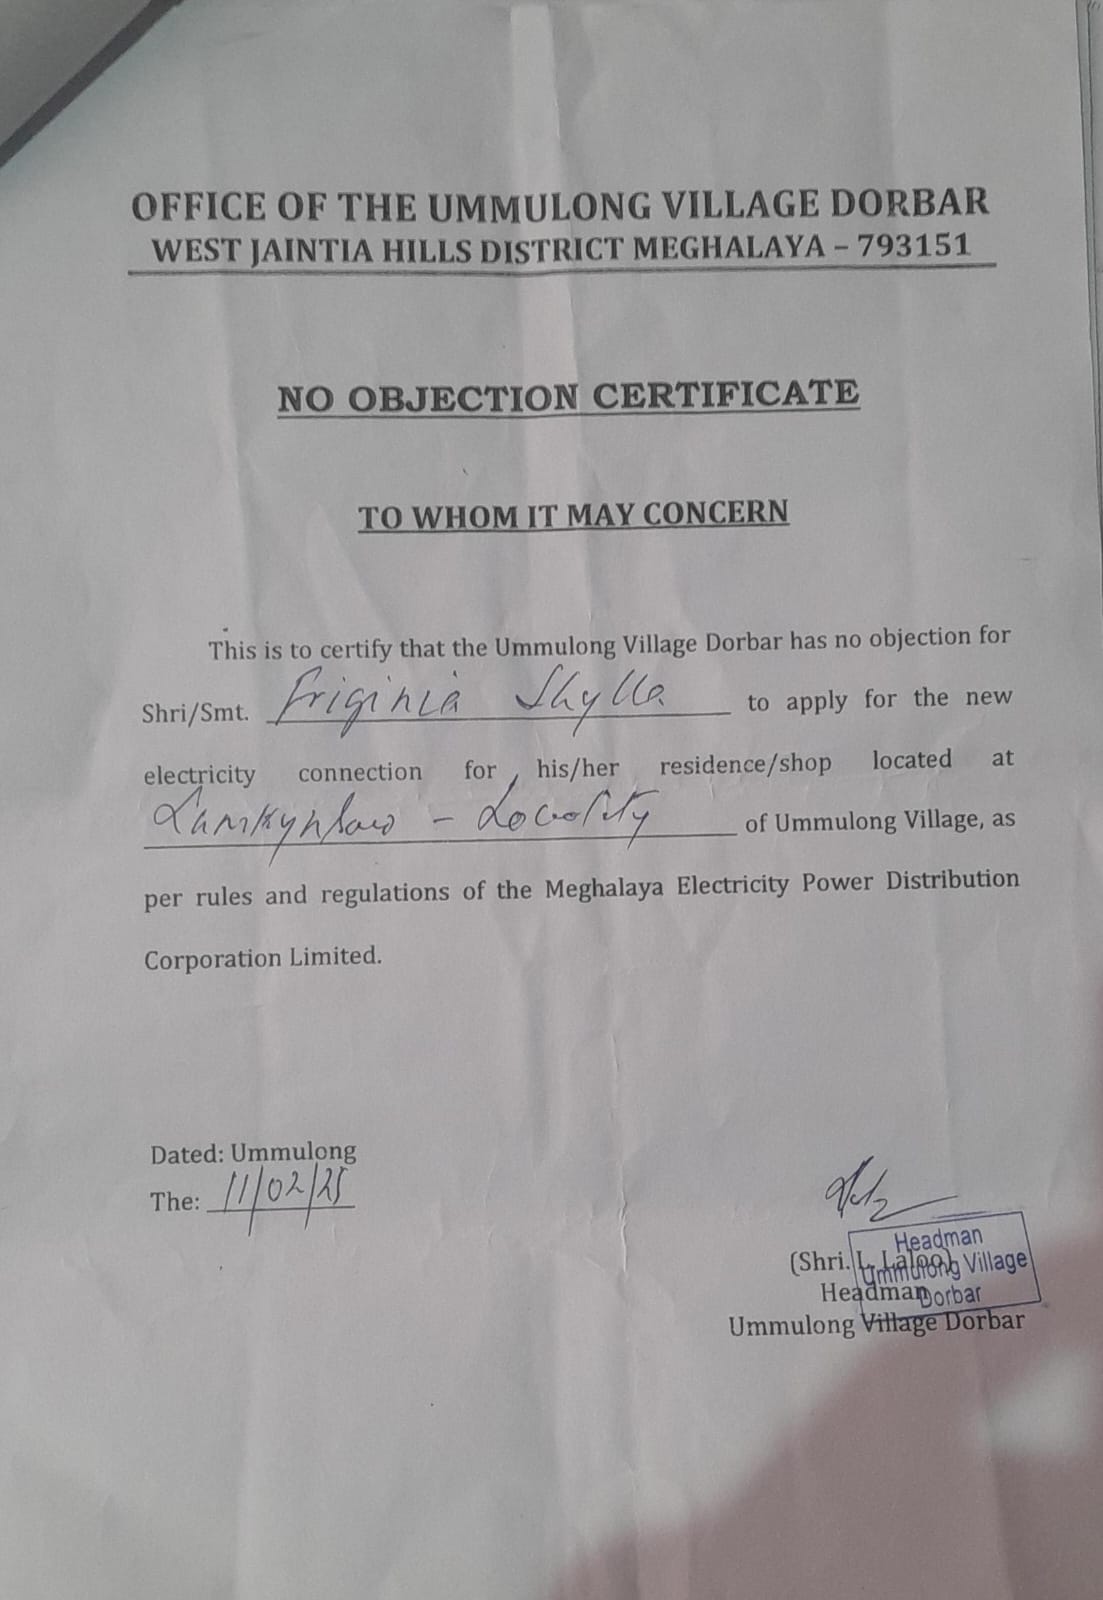 OFFICE OF THE UMMULONG VILLAGE DORBAR
WEST JAINTIA HILLS DISTRICT MEGHALAYA – 793151
NO OBJECTION CERTIFICATE
TO WHOM IT MAY CONCERN
This is to certify that the Ummulong Village Dorbar has no objection for
Shri/Smt. Friginia Shylla to apply for the new
electricity connection for his/her residence/shop located at
- Locality of Ummulong Village, as
per rules and regulations of the Meghalaya Electricity Power Distribution
Corporation Limited.
Dated: Ummulong
The: 11/02/25
(Shri. L. Laloo)
Headman
Ummulong Village Dorbar
Headman
Ummulong Village
Dorbar